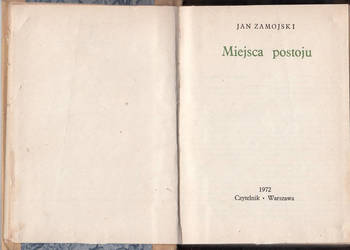 JAN ZAMOJSKI
Miejsca postoju
1972
Czytelnik • Warszawa